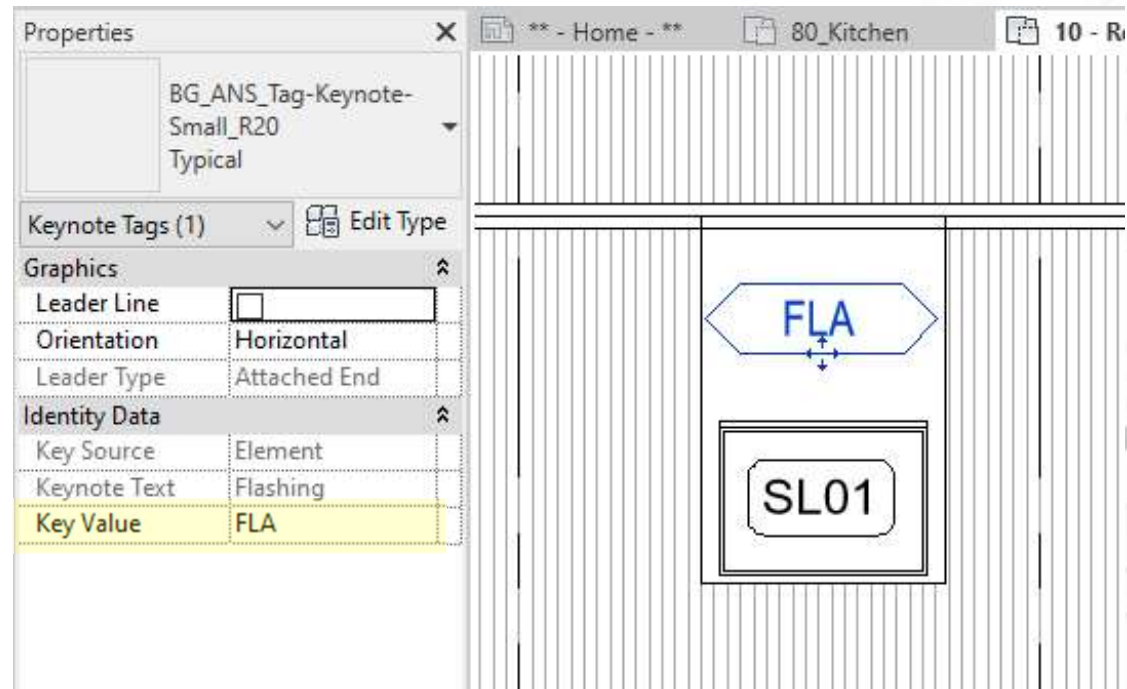 Properties
** - Home - **
80_Kitchen
10 - R
BG_ANS_Tag-Keynote-
Small_R20
Typical
Keynote Tags (1)
Edit Type
Graphics
Leader Line
Orientation Horizontal
Leader Type Attached End
Identity Data
Key Source Element
Keynote Text Flashing
Key Value FLA
FLA
SL01